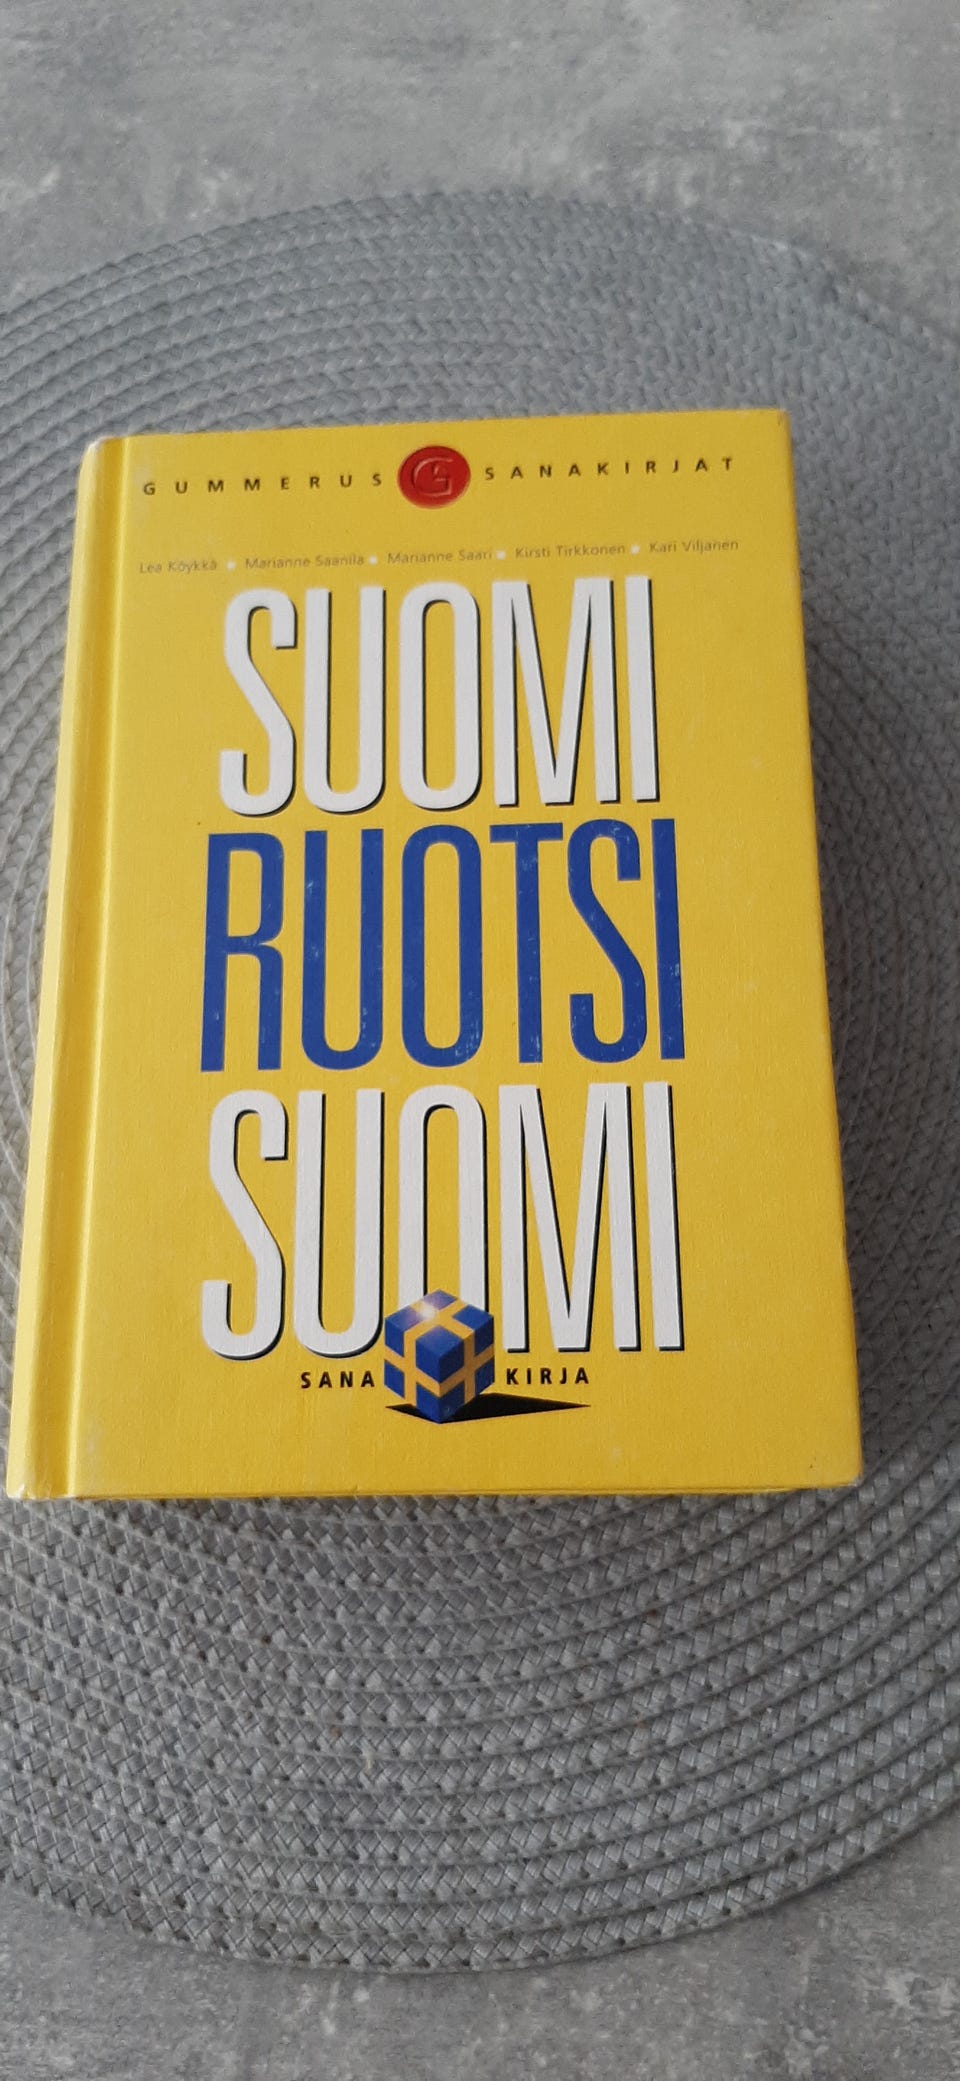 GUMMERUS G SANAKIRJAT
Lea Köykkä ■ Marianne Saanila ■ Marianne Saari ■ Kirsti Tirkkonen ■ Kari Viljanen
SUOMI
RUOTSI
SUOMI
SANA KIRJA